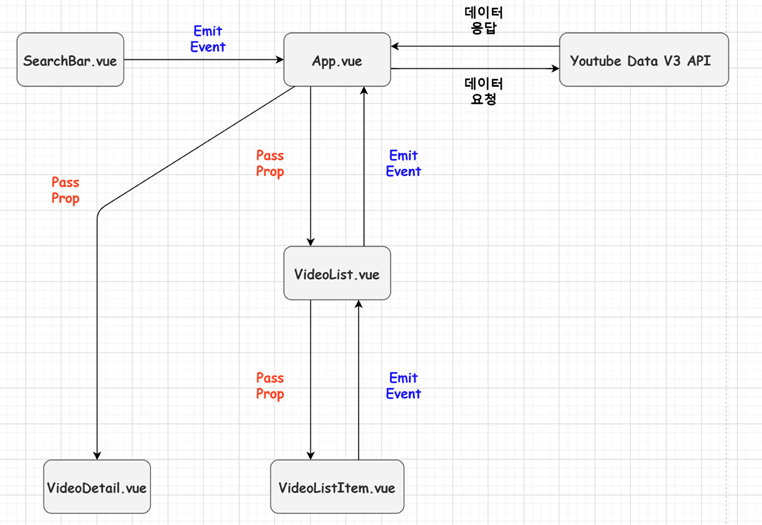 데이터
응답
Emit
Event
SearchBar.vue
App.vue
Youtube Data V3 API
데이터
요청
Pass
Prop
Emit
Event
Pass
Prop
VideoList.vue
Pass
Prop
Emit
Event
VideoDetail.vue
VideoListItem.vue